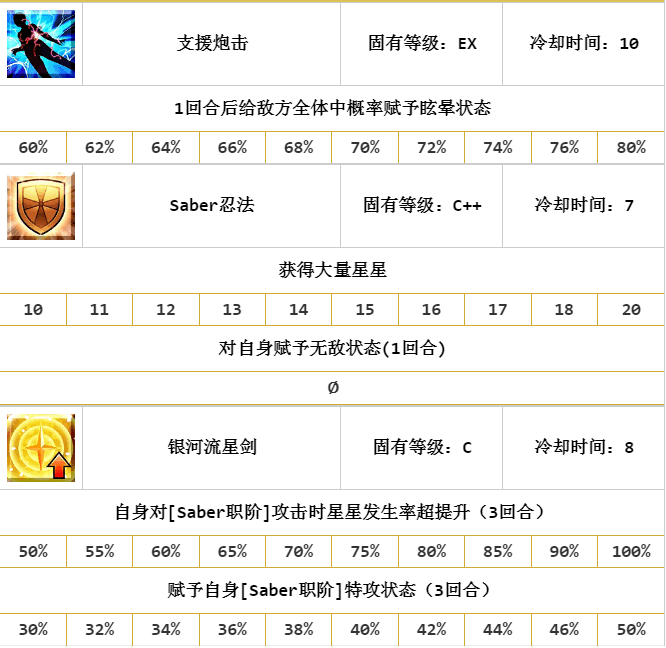 支援炮击 固有等级：EX 冷却时间：10
1回合后给敌方全体中概率赋予眩晕状态
60% 62% 64% 66% 68% 70% 72% 74% 76% 80%
Saber忍法 固有等级：C++ 冷却时间：7
获得大量星星
10 11 12 13 14 15 16 17 18 20
对自身赋予无敌状态(1回合)
Ø
银河流星剑 固有等级：C 冷却时间：8
自身对[Saber职阶]攻击时星星发生率超提升（3回合）
50% 55% 60% 65% 70% 75% 80% 85% 90% 100%
赋予自身[Saber职阶]特攻状态（3回合）
30% 32% 34% 36% 38% 40% 42% 44% 46% 50%